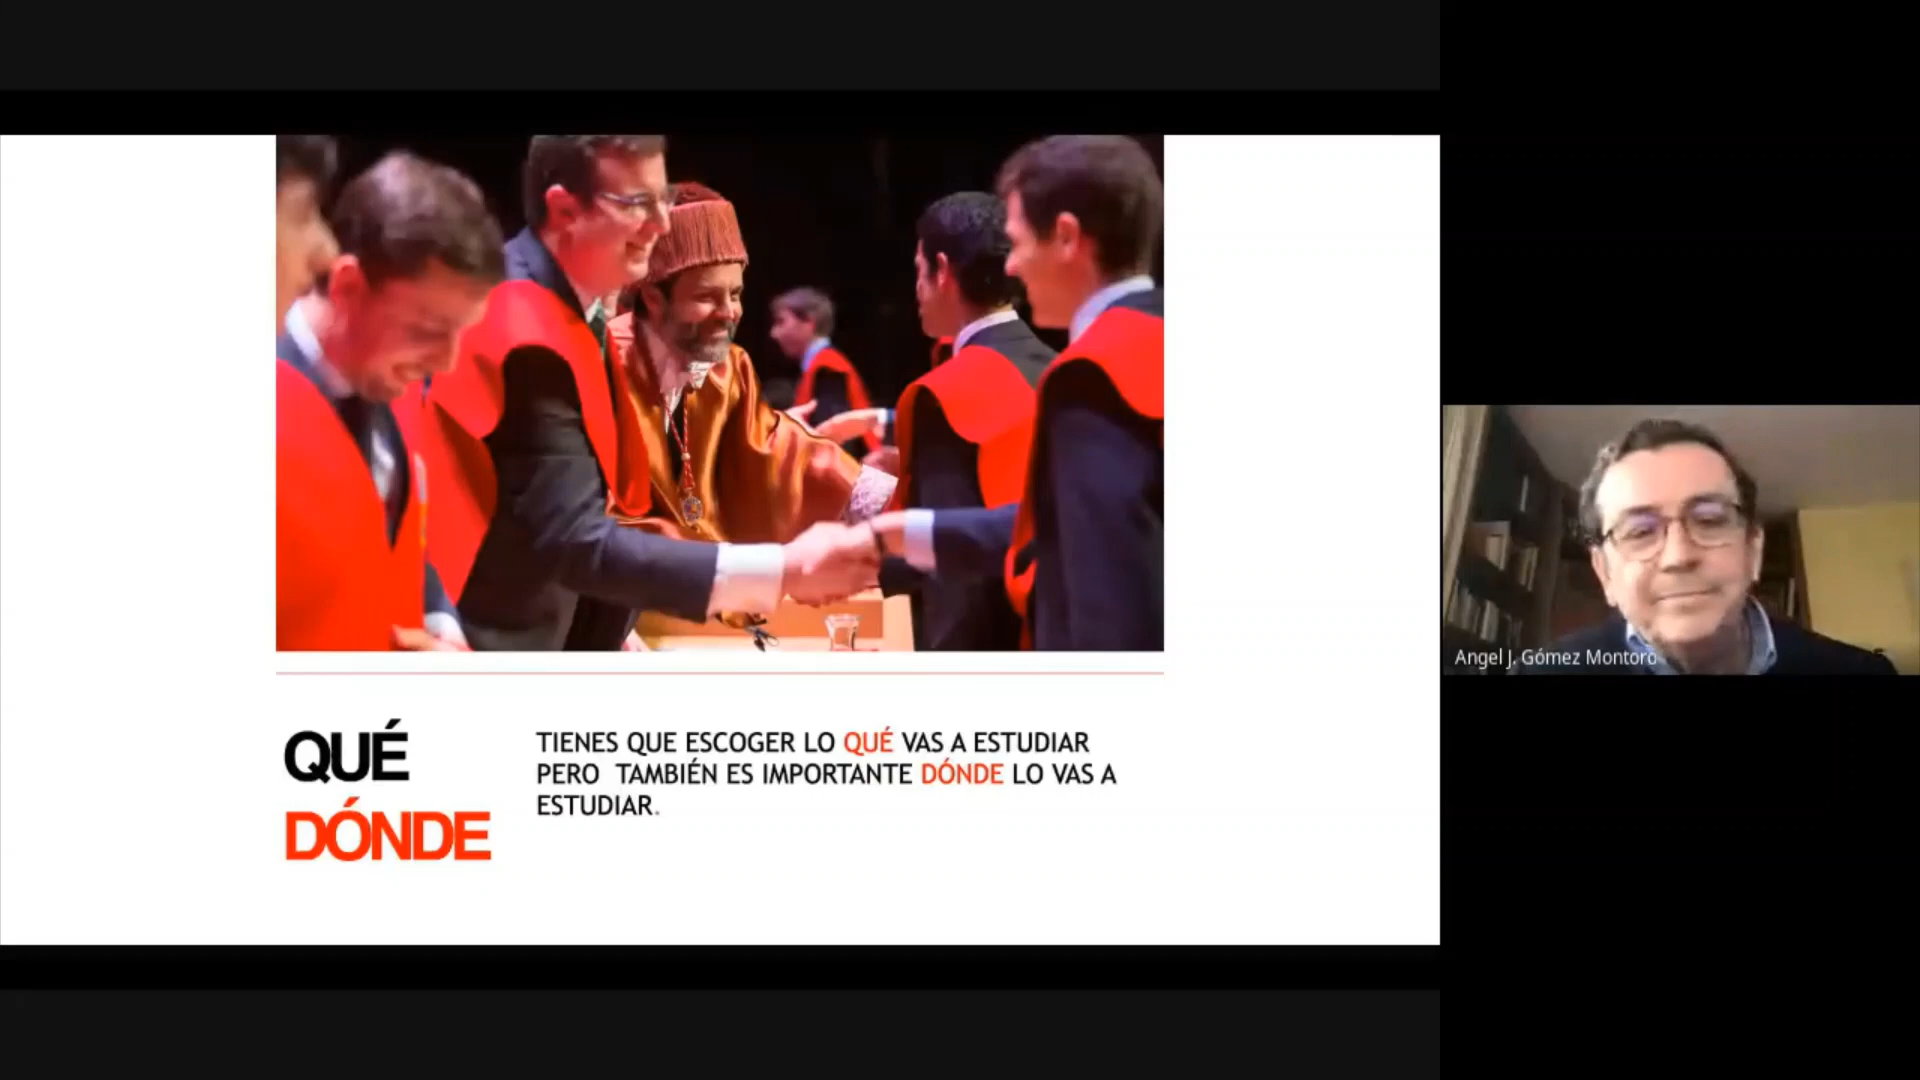 QUÉ
DÓNDE
TIENES QUE ESCOGER LO QUÉ VAS A ESTUDIAR
PERO  TAMBIÉN ES IMPORTANTE DÓNDE LO VAS A
ESTUDIAR.
Angel J. Gómez Montoro